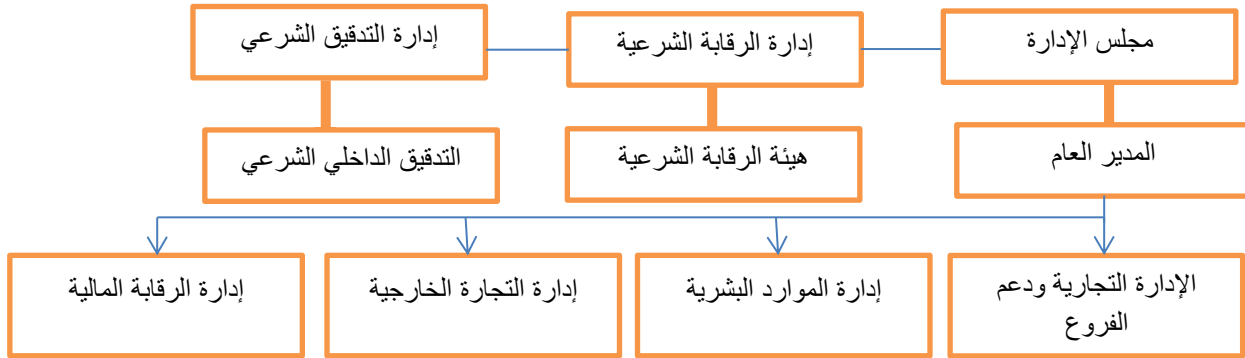 مجلس الإدارة
إدارة الرقابة الشرعية
إدارة التدقيق الشرعي
المدير العام
هيئة الرقابة الشرعية
التدقيق الداخلي الشرعي
الإدارة التجارية ودعم
الفروع
إدارة الموارد البشرية
إدارة التجارة الخارجية
إدارة الرقابة المالية